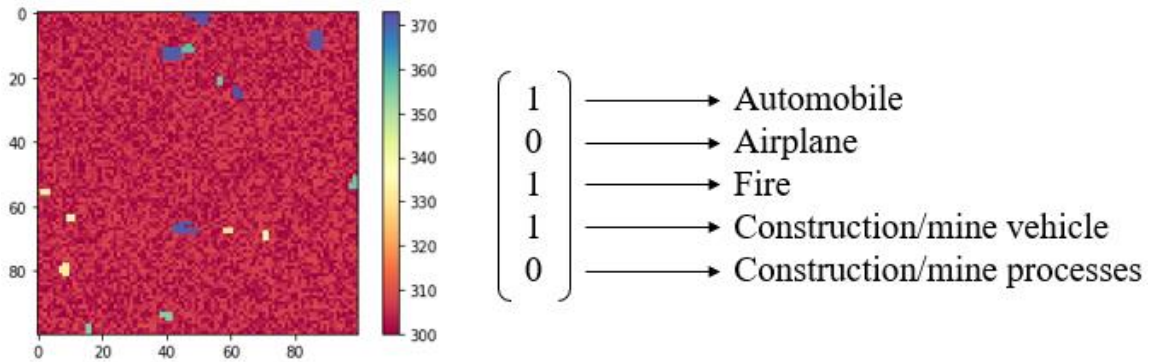 0
20
40
60
80
0 20 40 60 80
370
360
350
340
330
320
310
300
1 Automobile
0 Airplane
1 Fire
1 Construction/mine vehicle
0 Construction/mine processes